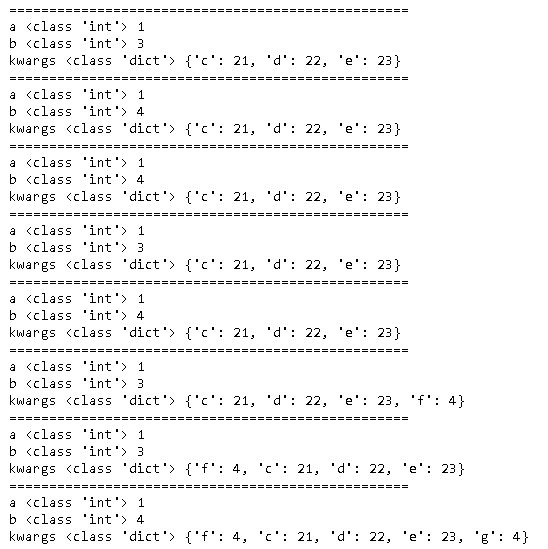 ==================================================
a <class 'int'> 1
b <class 'int'> 3
kwargs <class 'dict'> {'c': 21, 'd': 22, 'e': 23}
==================================================
a <class 'int'> 1
b <class 'int'> 4
kwargs <class 'dict'> {'c': 21, 'd': 22, 'e': 23}
==================================================
a <class 'int'> 1
b <class 'int'> 4
kwargs <class 'dict'> {'c': 21, 'd': 22, 'e': 23}
==================================================
a <class 'int'> 1
b <class 'int'> 3
kwargs <class 'dict'> {'c': 21, 'd': 22, 'e': 23}
==================================================
a <class 'int'> 1
b <class 'int'> 4
kwargs <class 'dict'> {'c': 21, 'd': 22, 'e': 23}
==================================================
a <class 'int'> 1
b <class 'int'> 3
kwargs <class 'dict'> {'c': 21, 'd': 22, 'e': 23, 'f': 4}
==================================================
a <class 'int'> 1
b <class 'int'> 3
kwargs <class 'dict'> {'f': 4, 'c': 21, 'd': 22, 'e': 23}
==================================================
a <class 'int'> 1
b <class 'int'> 4
kwargs <class 'dict'> {'f': 4, 'c': 21, 'd': 22, 'e': 23, 'g': 4}